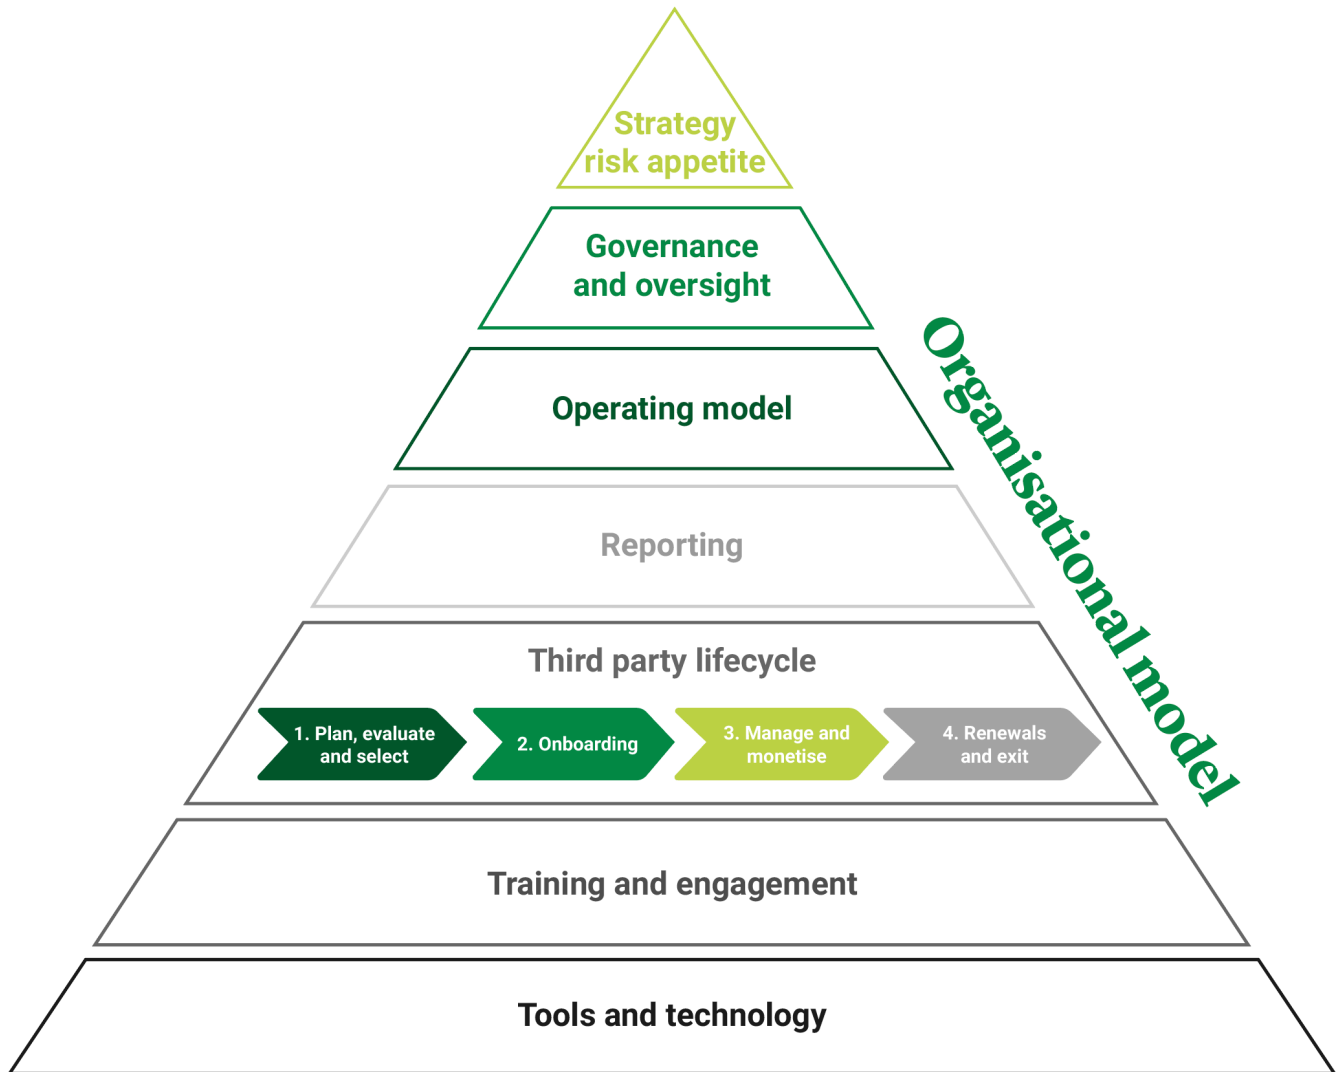 Strategy
risk appetite
Governance
and oversight
Operating model
Organisational model
Reporting
Third party lifecycle
1. Plan, evaluate
and select
2. Onboarding
3. Manage and
monetise
4. Renewals
and exit
Training and engagement
Tools and technology